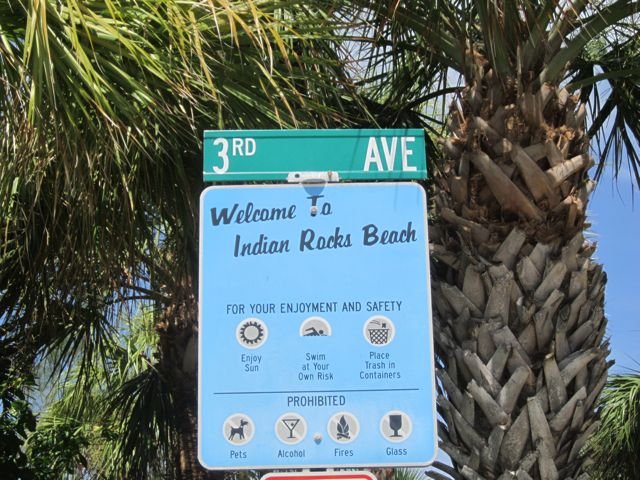 3RD AVE
Welcome To
Indian Rocks Beach
FOR YOUR ENJOYMENT AND SAFETY
Enjoy Sun
Swim at Your Own Risk
Place Trash in Containers
PROHIBITED
Pets Alcohol Fires Glass